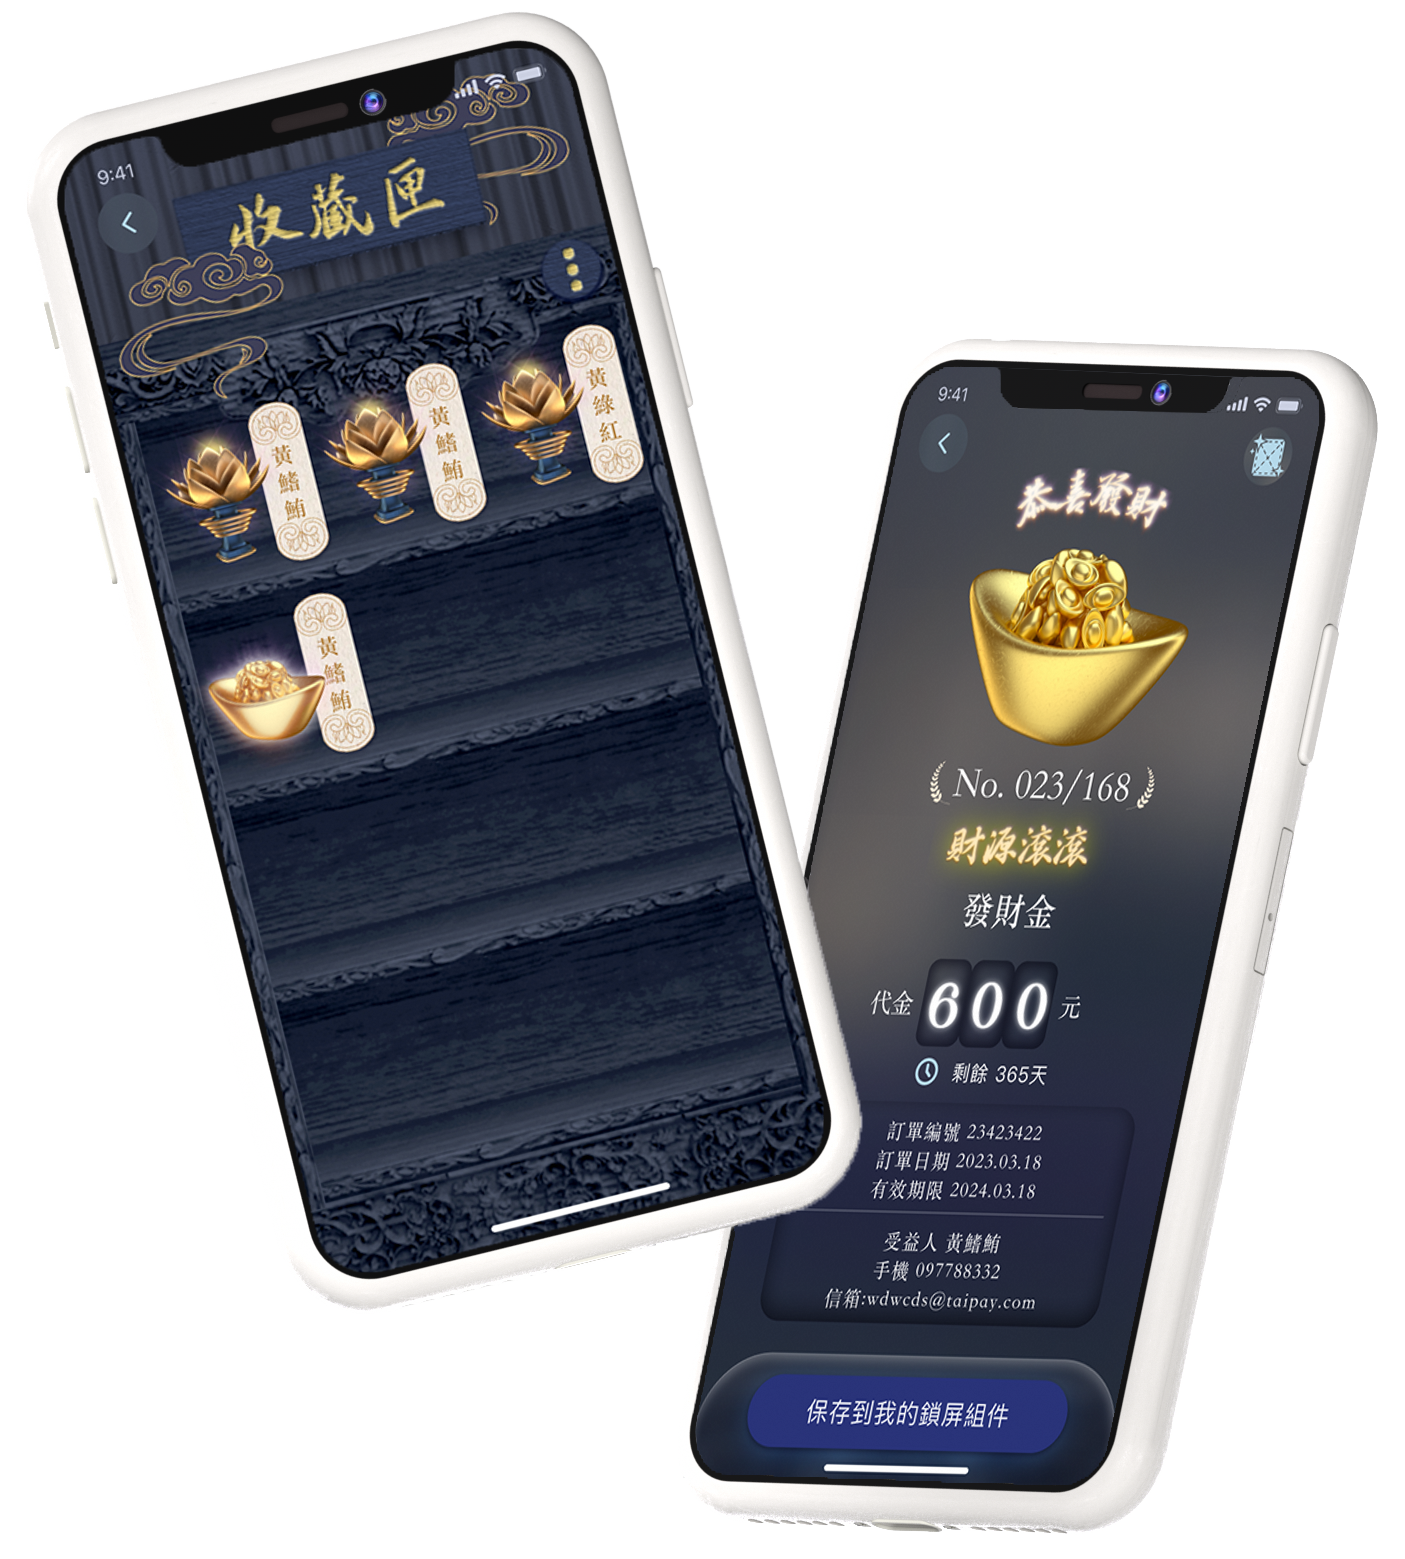 9:41
收藏匣
黃鰭鮪
黃鰭鮪
黃綠紅
黃鰭鮪
9:41
恭喜發財
No. 023/168
財源滾滾
發財金
代金 600 元
剩餘 365天
訂單編號 23423422
訂單日期 2023.03.18
有效期限 2024.03.18
受益人 黃鰭鮪
手機 097788332
信箱:wdwcds@taipay.com
保存到我的鎖屏組件